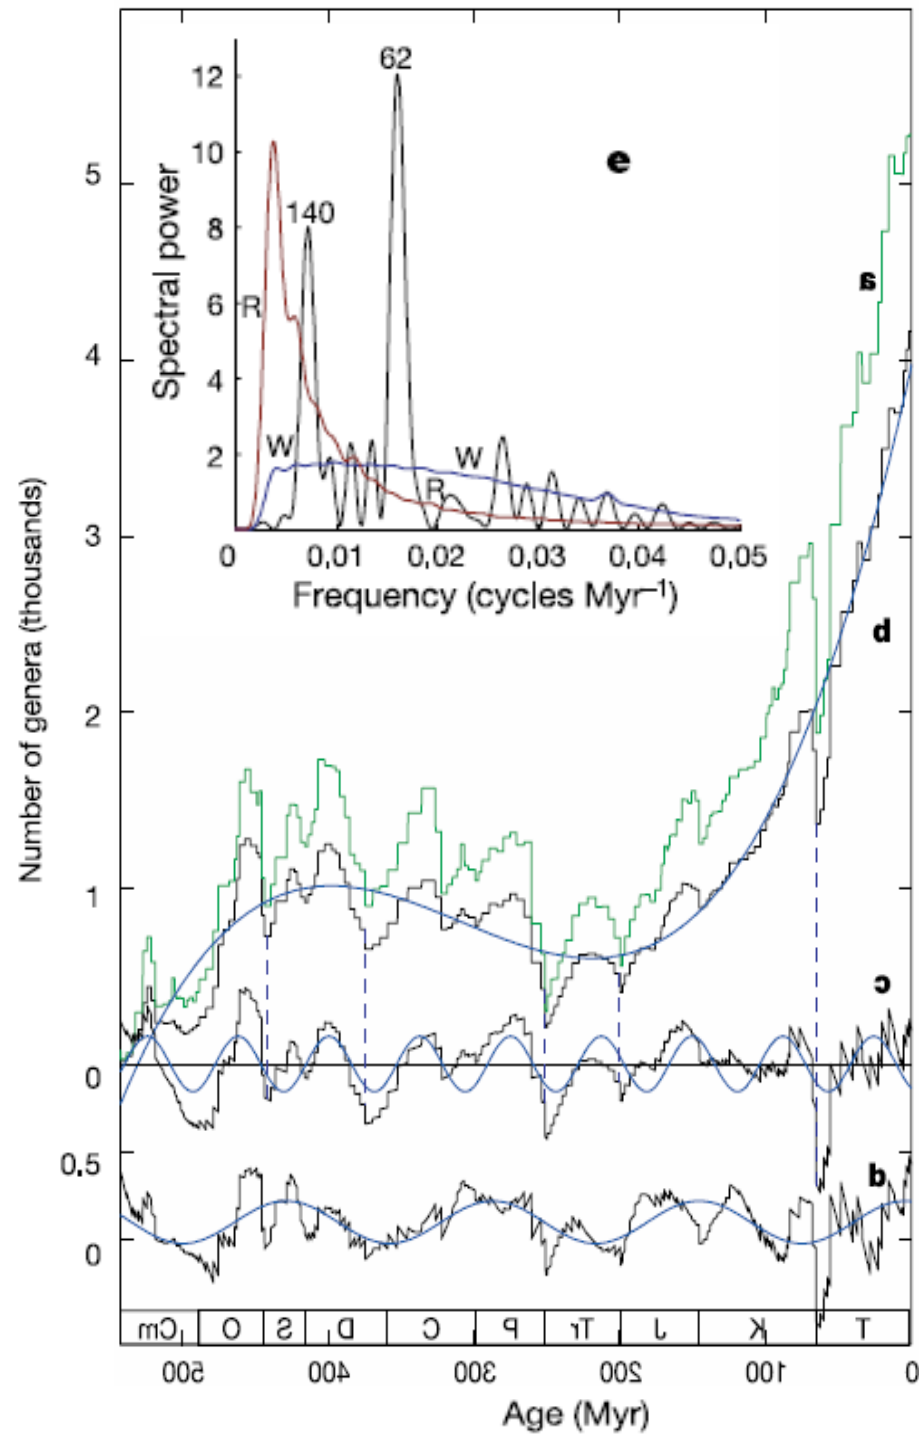 12
10
8
6
4
2
Spectral power
62
140
R
W
W
R
e
0
0.01
0.02
0.03
0.04
0.05
Frequency (cycles Myr⁻¹)
5
4
3
2
1
0
0.5
0
Number of genera (thousands)
a
b
c
d
Cm O S D C P Tr J K T
500 400 300 200 100 0
Age (Myr)